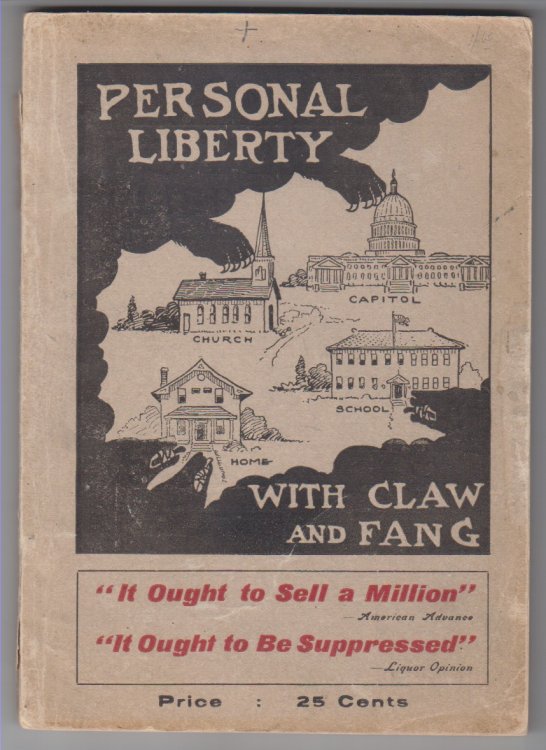 PERSONAL
LIBERTY
CAPITOL
CHURCH
SCHOOL
HOME
WITH CLAW
AND FANG
"It Ought to Sell a Million"
—American Advance
"It Ought to Be Suppressed"
—Liquor Opinion
Price : 25 Cents